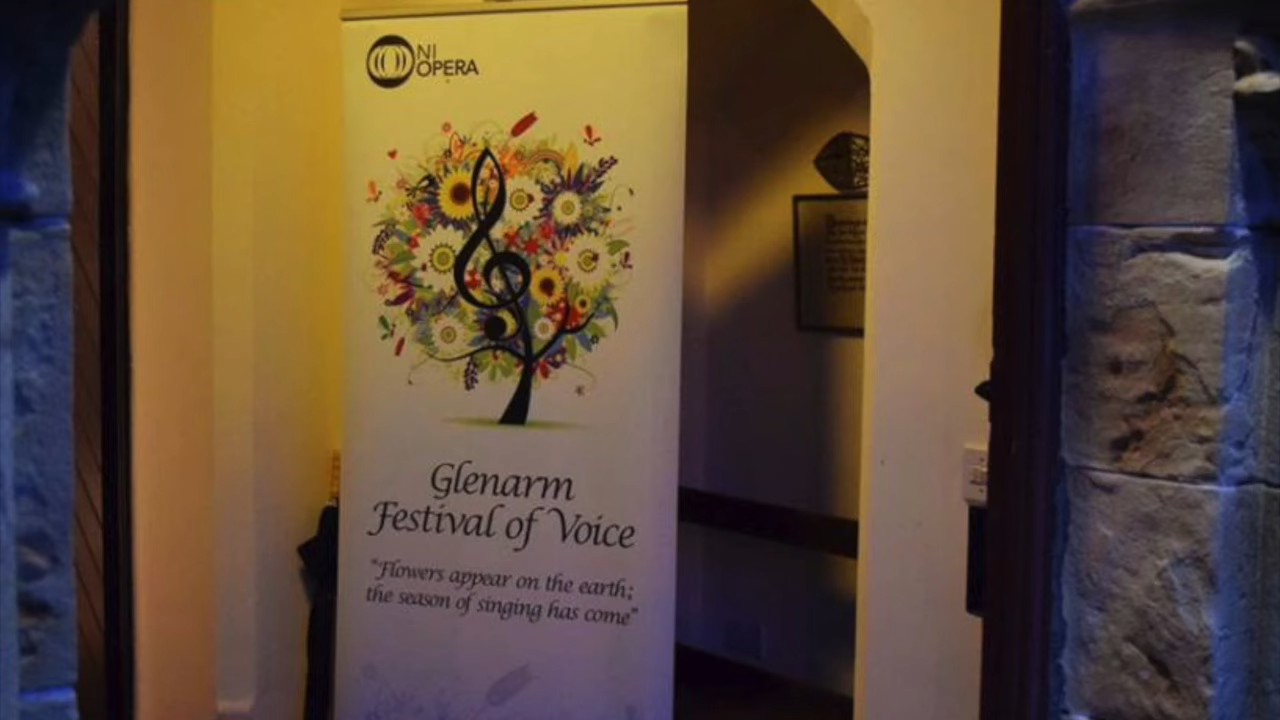 NI
OPERA
Glenarm
Festival of Voice
"Flowers appear on the earth;
the season of singing has come"